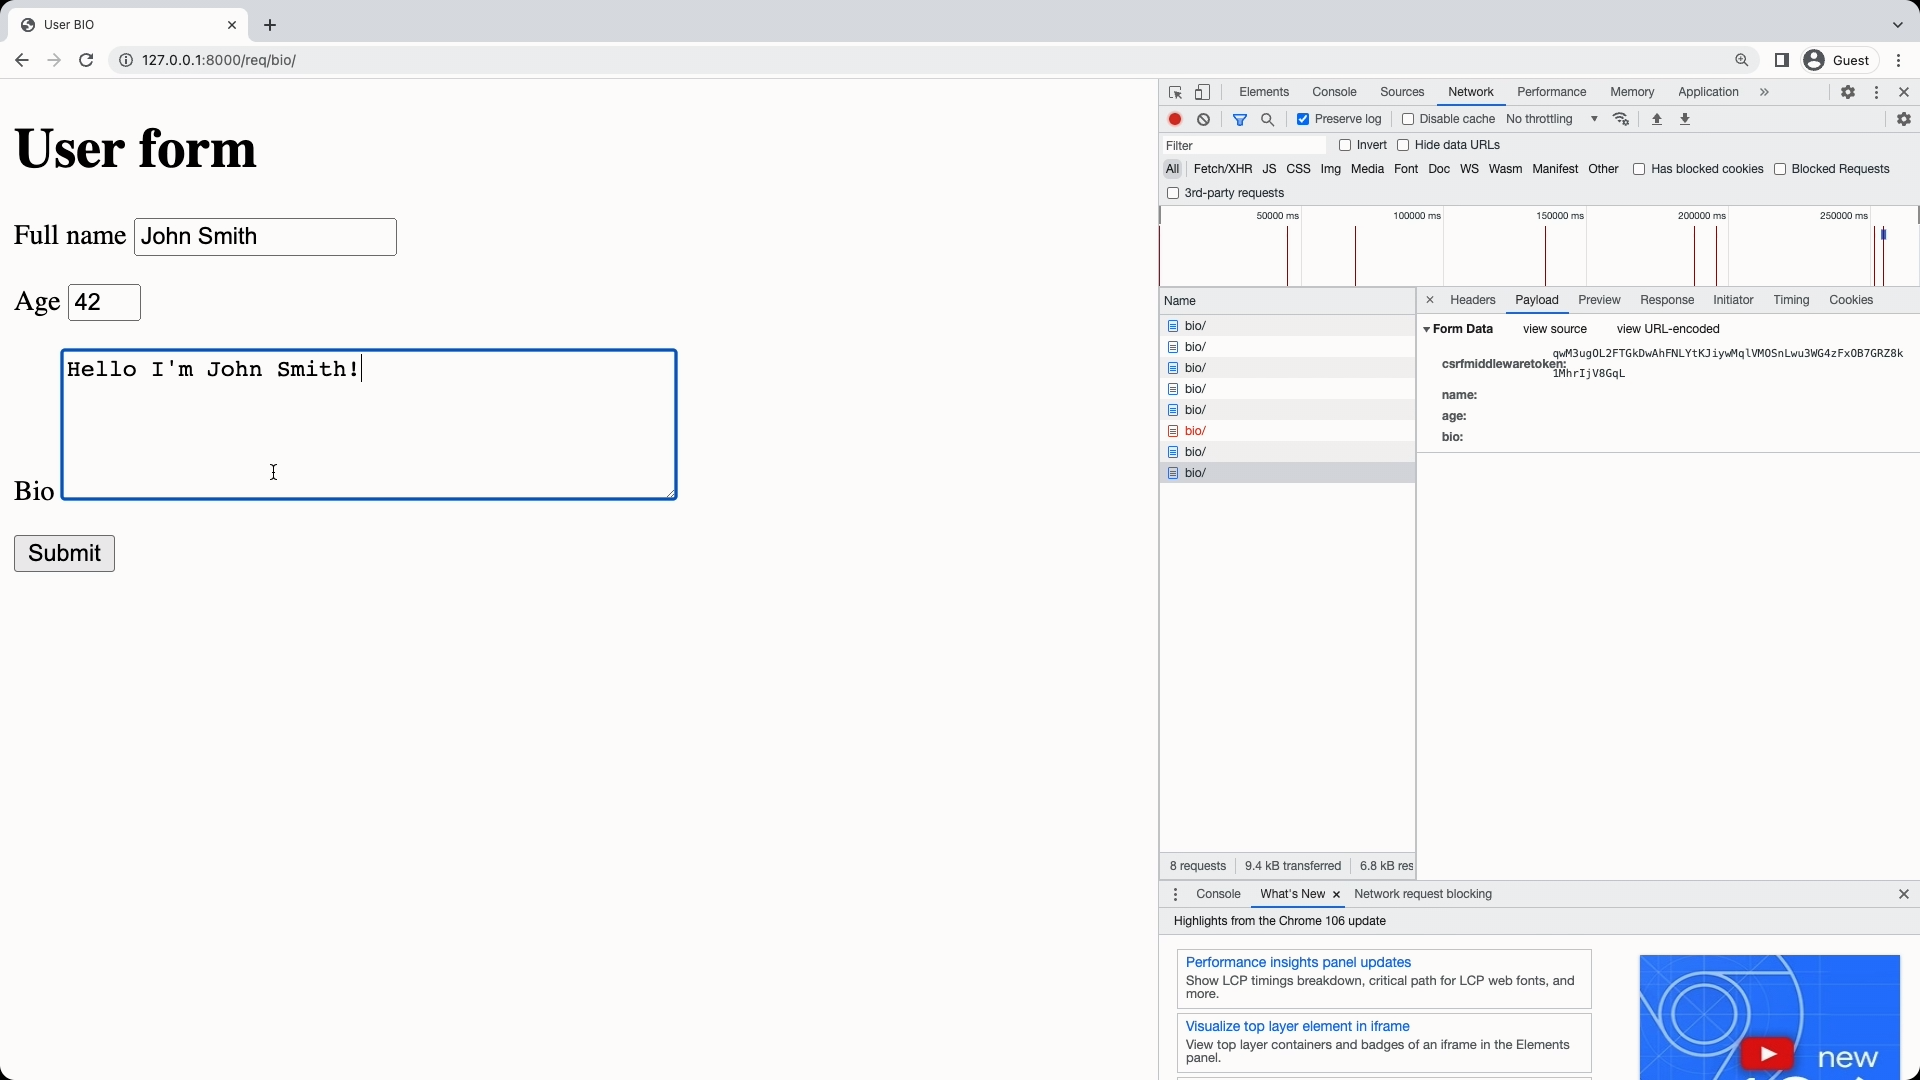 User BIO
127.0.0.1:8000/req/bio/
Guest
User form
Full name John Smith
Age 42
Hello I'm John Smith!
Bio
Submit
Elements Console Sources Network Performance Memory Application
Preserve log Disable cache No throttling
Filter Invert Hide data URLs
All Fetch/XHR JS CSS Img Media Font Doc WS Wasm Manifest Other Has blocked cookies Blocked Requests
3rd-party requests
50000 ms 100000 ms 150000 ms 200000 ms 250000 ms
Name
bio/
bio/
bio/
bio/
bio/
bio/
bio/
bio/
8 requests 9.4 kB transferred 6.8 kB res
Headers Payload Preview Response Initiator Timing Cookies
Form Data view source view URL-encoded
csrfmiddlewaretoken: qwM3ugOL2FTGkDwAhFNLYtKJiywMqlVMOSnLwu3WG4zFxOB7GRZ8k
1MhrIjV8GqL
name:
age:
bio:
Console What's New Network request blocking
Highlights from the Chrome 106 update
Performance insights panel updates
Show LCP timings breakdown, critical path for LCP web fonts, and
more.
Visualize top layer element in iframe
View top layer containers and badges of an iframe in the Elements
panel.
new